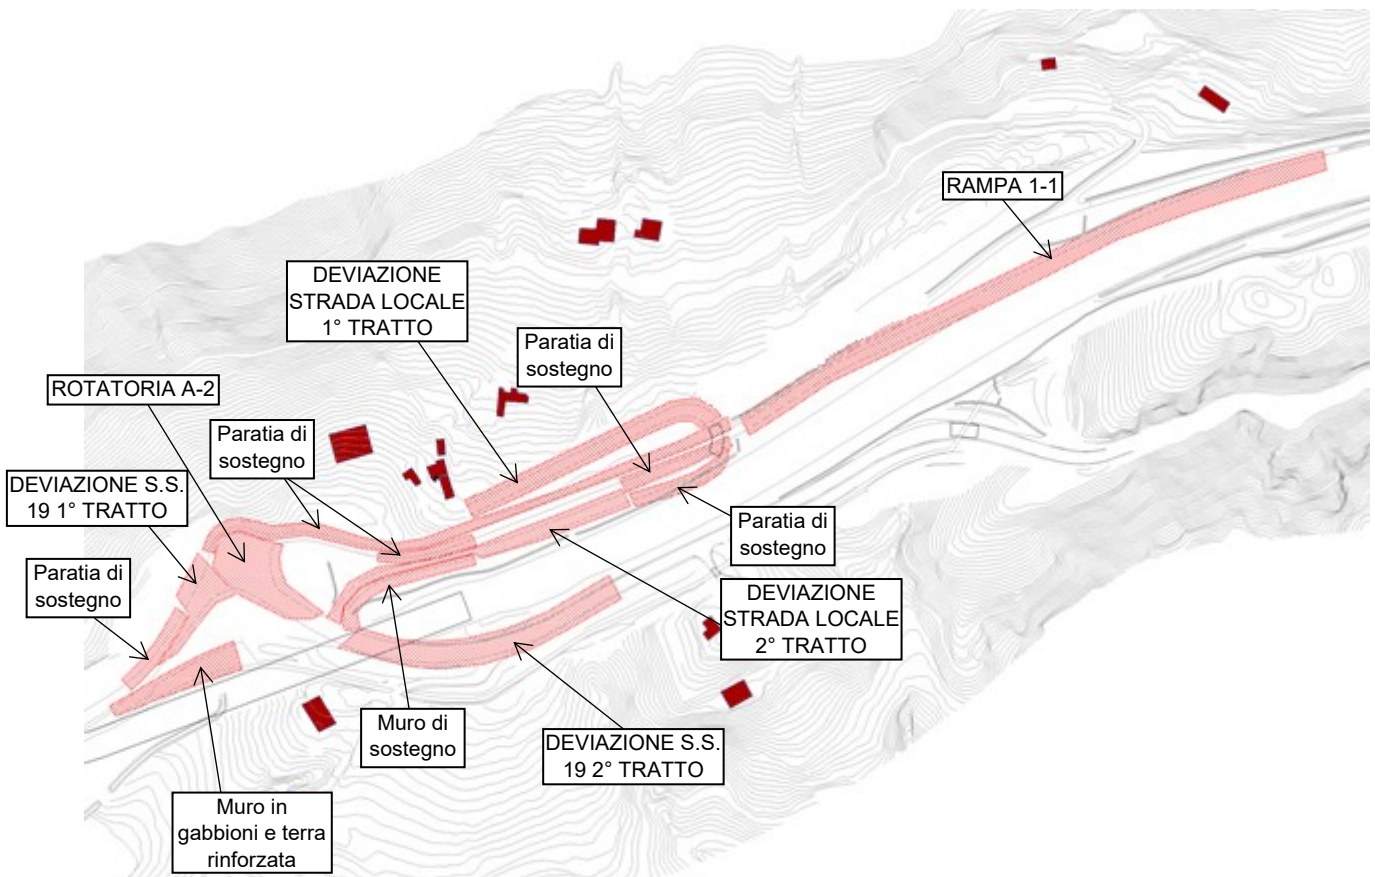 RAMPA 1-1
DEVIAZIONE
STRADA LOCALE
1° TRATTO
Paratia di
sostegno
ROTATORIA A-2
Paratia di
sostegno
DEVIAZIONE S.S.
19 1° TRATTO
Paratia di
sostegno
Paratia di
sostegno
DEVIAZIONE
STRADA LOCALE
2° TRATTO
Muro di
sostegno
DEVIAZIONE S.S.
19 2° TRATTO
Muro in
gabbioni e terra
rinforzata